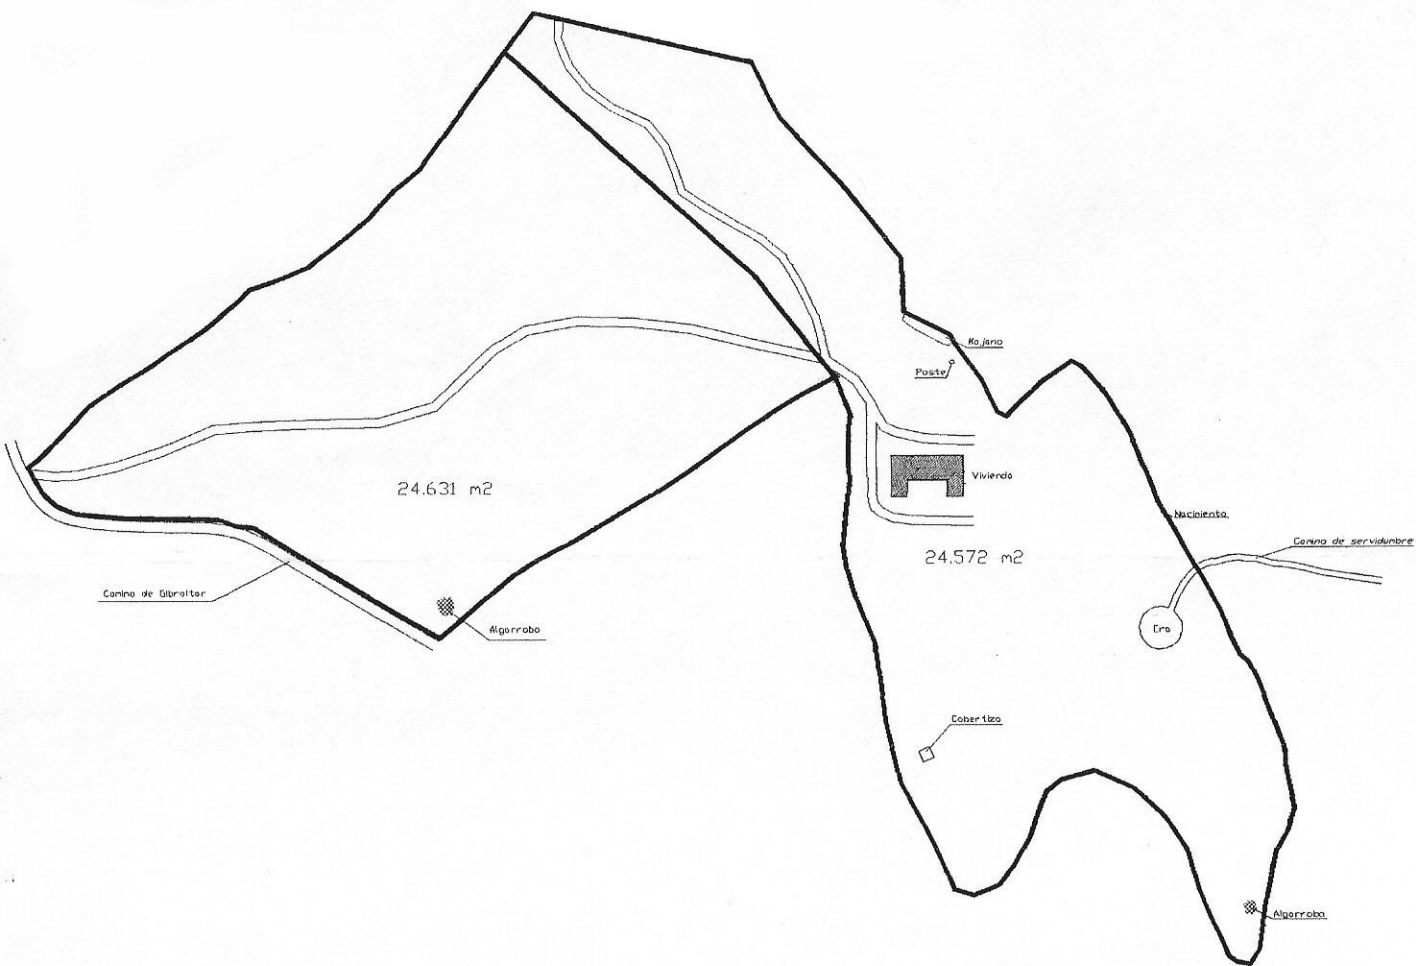 Majano
Poste
Vivienda
24.631 m2
Nacimiento
Camino de servidumbre
24.572 m2
Camino de Gibraltar
Algarrobo
Era
Cobertizo
Algarrobo